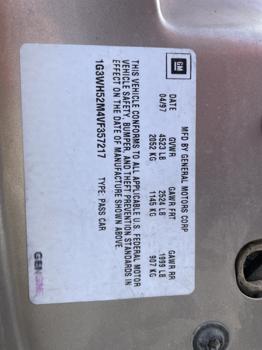 GM
MFD BY GENERAL MOTORS CORP
DATE GVWR GAWR FRT GAWR RR
04/97 4523 LB 2524 LB 1999 LB
2052 KG 1145 KG 907 KG
THIS VEHICLE CONFORMS TO ALL APPLICABLE U.S. FEDERAL MOTOR
VEHICLE SAFETY, BUMPER, AND THEFT PREVENTION STANDARDS IN
EFFECT ON THE DATE OF MANUFACTURE SHOWN ABOVE.
1G3WH52M4VF357217 TYPE: PASS CAR